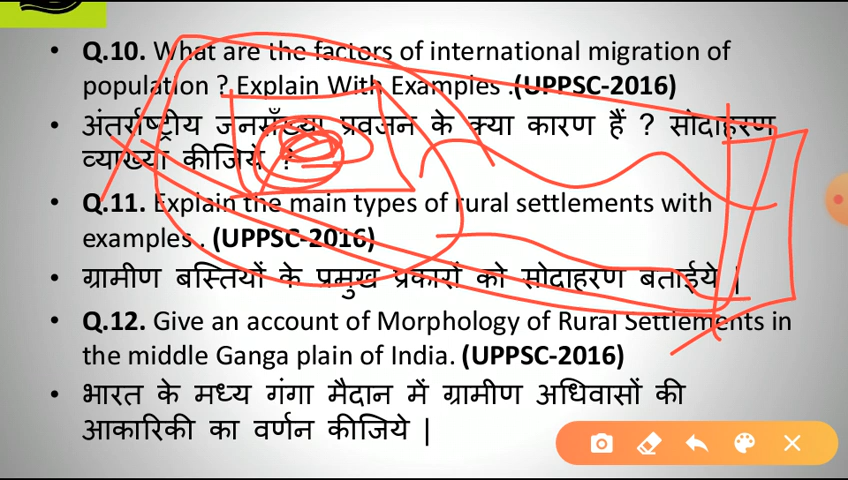 • Q.10. What are the factors of international migration of
population ? Explain With Examples .(UPPSC-2016)
• अंतर्राष्ट्रीय जनसँख्या प्रवजन के क्या कारण हैं ? सोदाहरण
व्याख्या कीजिये ?
• Q.11. Explain the main types of rural settlements with
examples . (UPPSC-2016)
• ग्रामीण बस्तियों के प्रमुख प्रकारों को सोदाहरण बताईये |
• Q.12. Give an account of Morphology of Rural Settlements in
the middle Ganga plain of India. (UPPSC-2016)
• भारत के मध्य गंगा मैदान में ग्रामीण अधिवासों की
आकारिकी का वर्णन कीजिये |